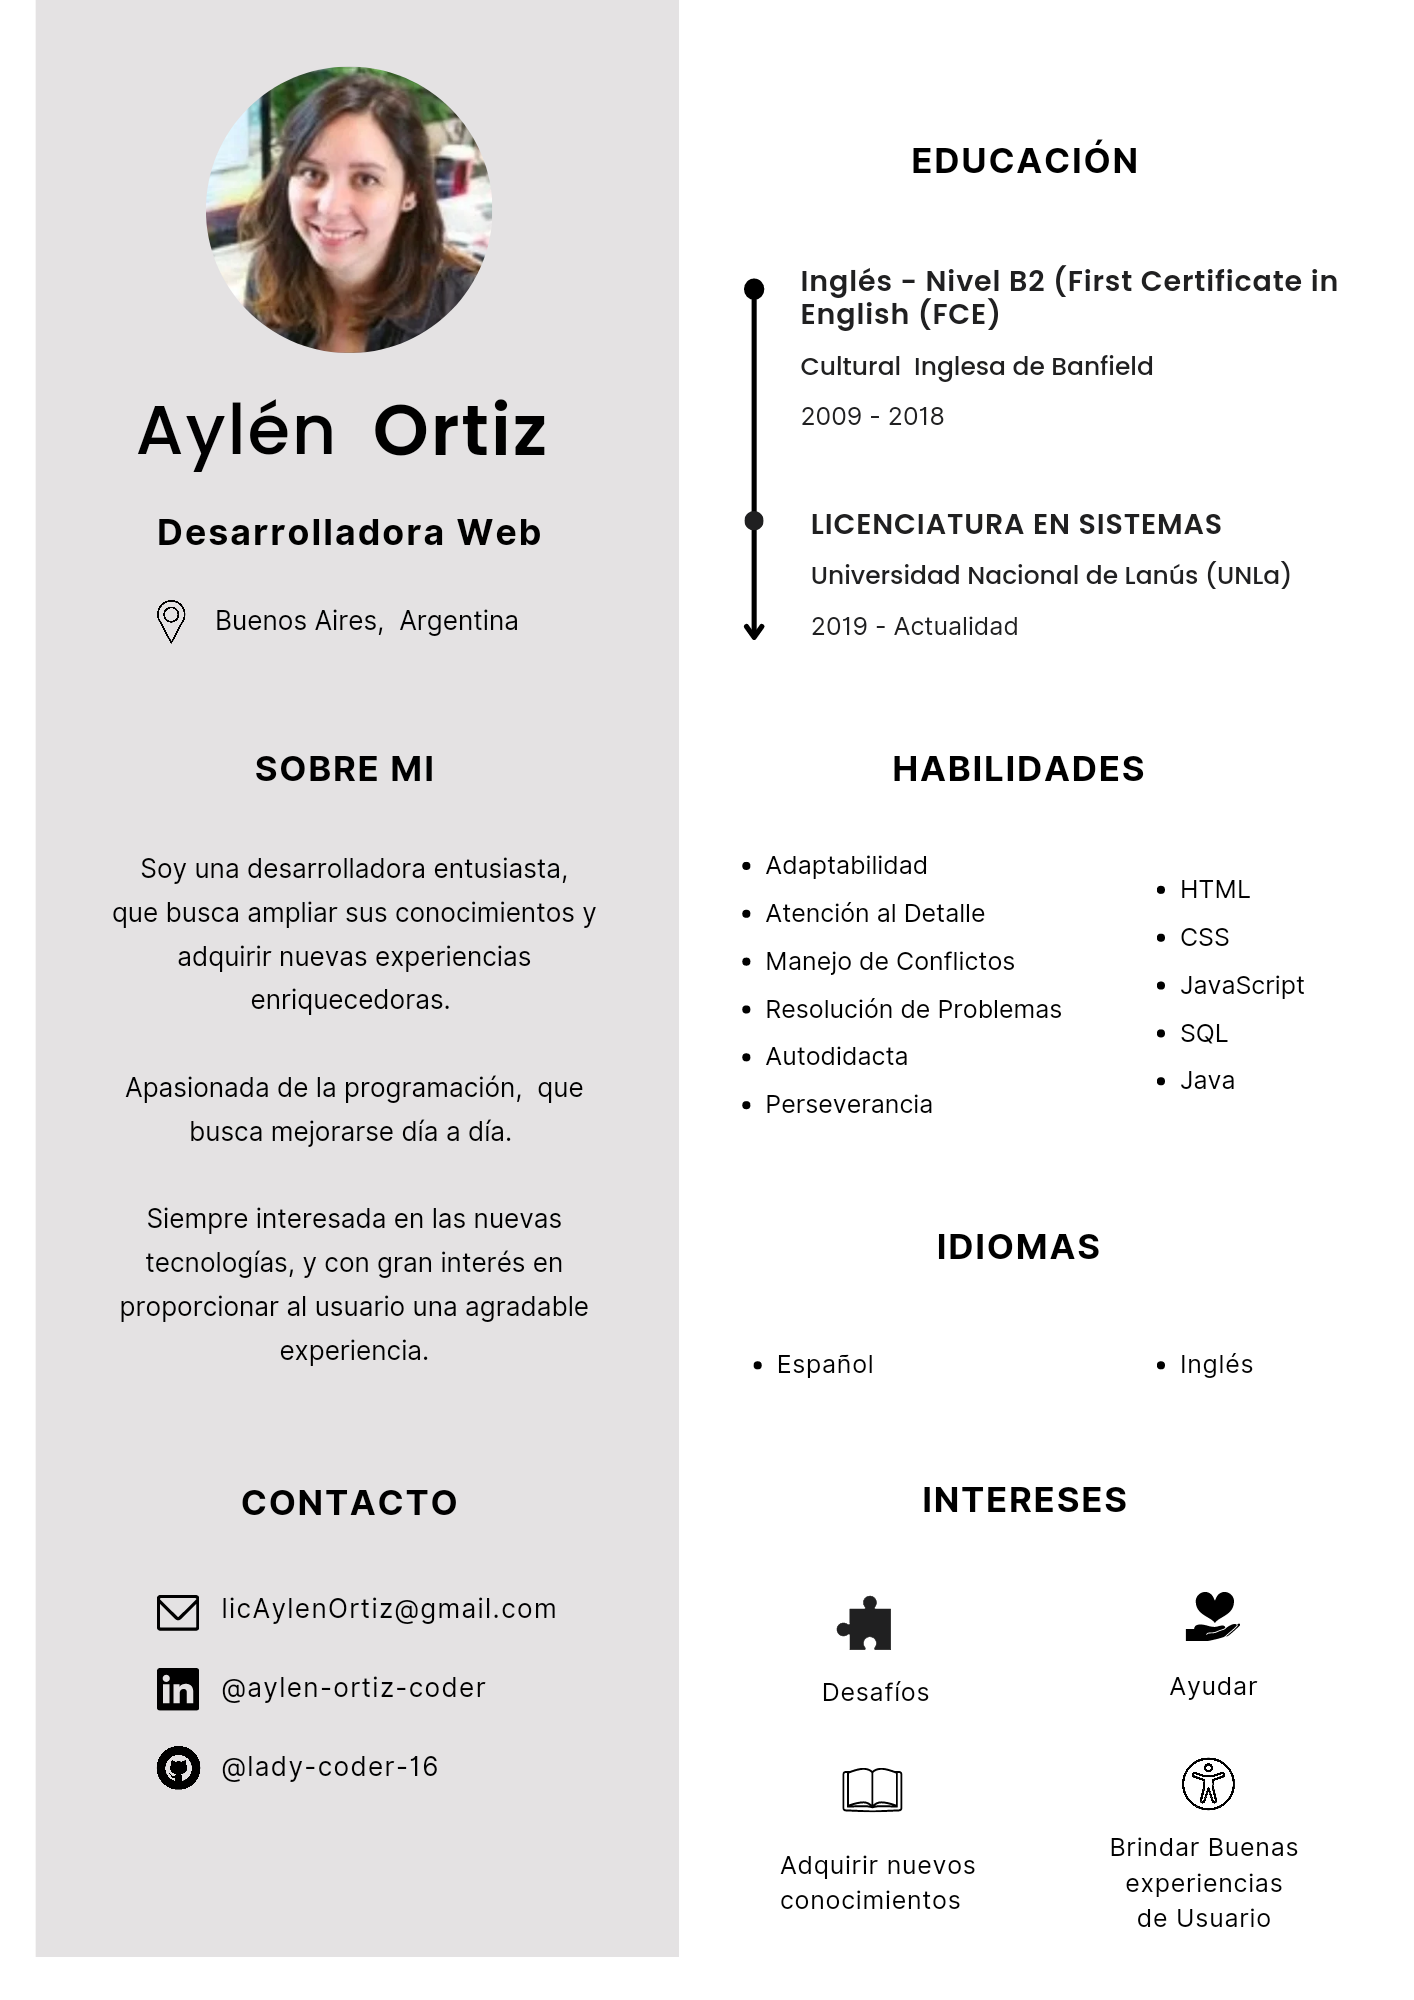 Aylén Ortiz
Desarrolladora Web
Buenos Aires, Argentina
SOBRE MI
Soy una desarrolladora entusiasta,
que busca ampliar sus conocimientos y
adquirir nuevas experiencias
enriquecedoras.
Apasionada de la programación, que
busca mejorarse día a día.
Siempre interesada en las nuevas
tecnologías, y con gran interés en
proporcionar al usuario una agradable
experiencia.
CONTACTO
licAylenOrtiz@gmail.com
in
@aylen-ortiz-coder
@lady-coder-16
EDUCACIÓN
Inglés - Nivel B2 (First Certificate in
English (FCE)
Cultural Inglesa de Banfield
2009 - 2018
LICENCIATURA EN SISTEMAS
Universidad Nacional de Lanús (UNLa)
2019 - Actualidad
HABILIDADES
Adaptabilidad
Atención al Detalle
Manejo de Conflictos
Resolución de Problemas
Autodidacta
Perseverancia
HTML
CSS
JavaScript
SQL
Java
IDIOMAS
Español
Inglés
INTERESES
Desafíos
Ayudar
Adquirir nuevos
conocimientos
Brindar Buenas
experiencias
de Usuario